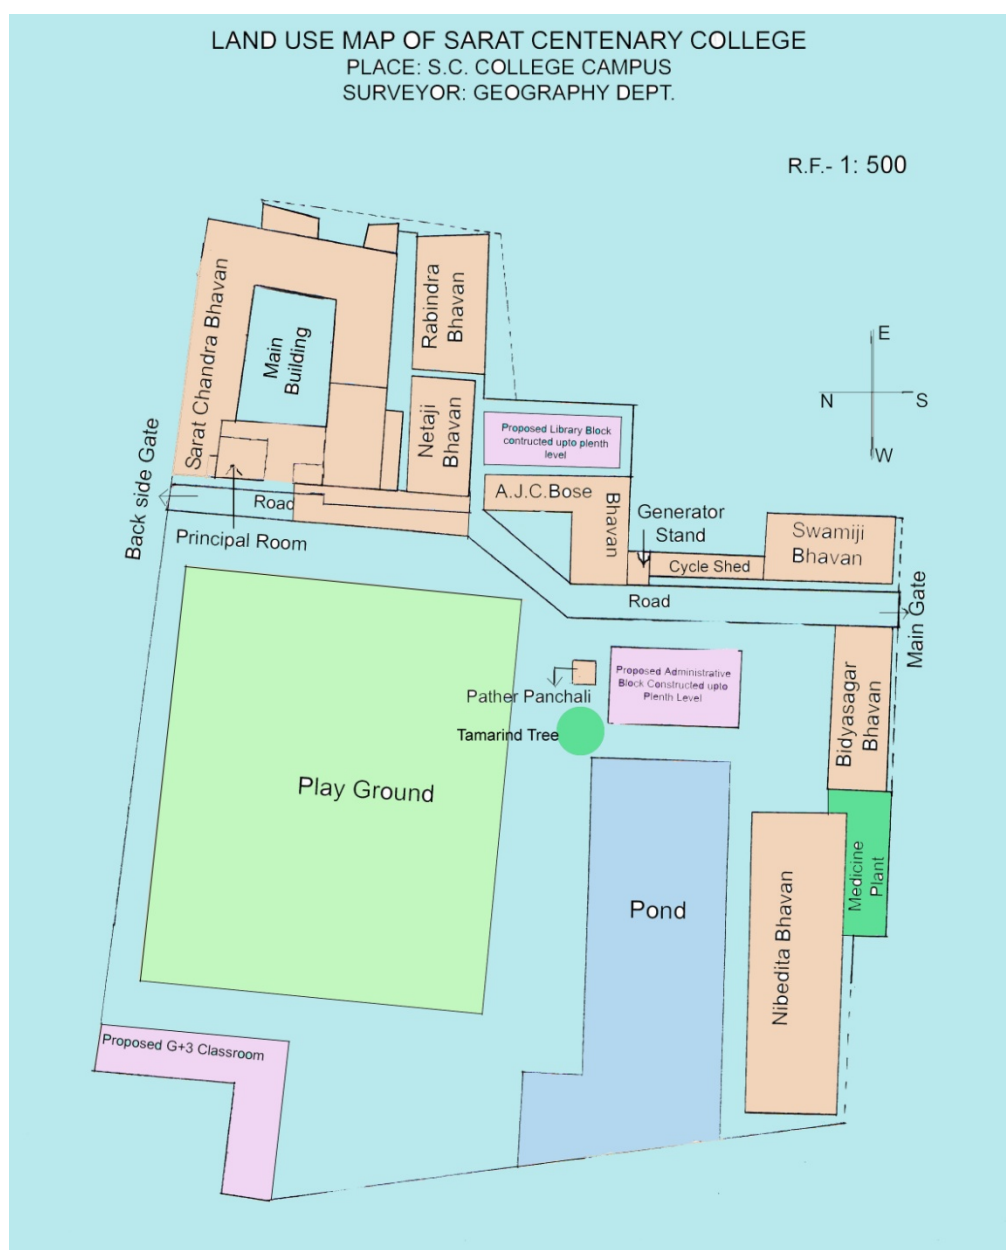 LAND USE MAP OF SARAT CENTENARY COLLEGE
PLACE: S.C. COLLEGE CAMPUS
SURVEYOR: GEOGRAPHY DEPT.
R.F.- 1: 500
E
N
S
W
Sarat Chandra Bhavan
Main
Building
Rabindra
Bhavan
Netaji
Bhavan
Proposed Library Block
contructed upto plenth
level
A.J.C.Bose
Bhavan
Generator
Stand
Cycle Shed
Swamiji
Bhavan
Back side Gate
Road
Principal Room
Road
Main Gate
Pather Panchali
Proposed Administrative
Block Constructed upto
Plenth Level
Tamarind Tree
Bidyasagar
Bhavan
Play Ground
Pond
Medicine
Plant
Nibedita Bhavan
Proposed G+3 Classroom